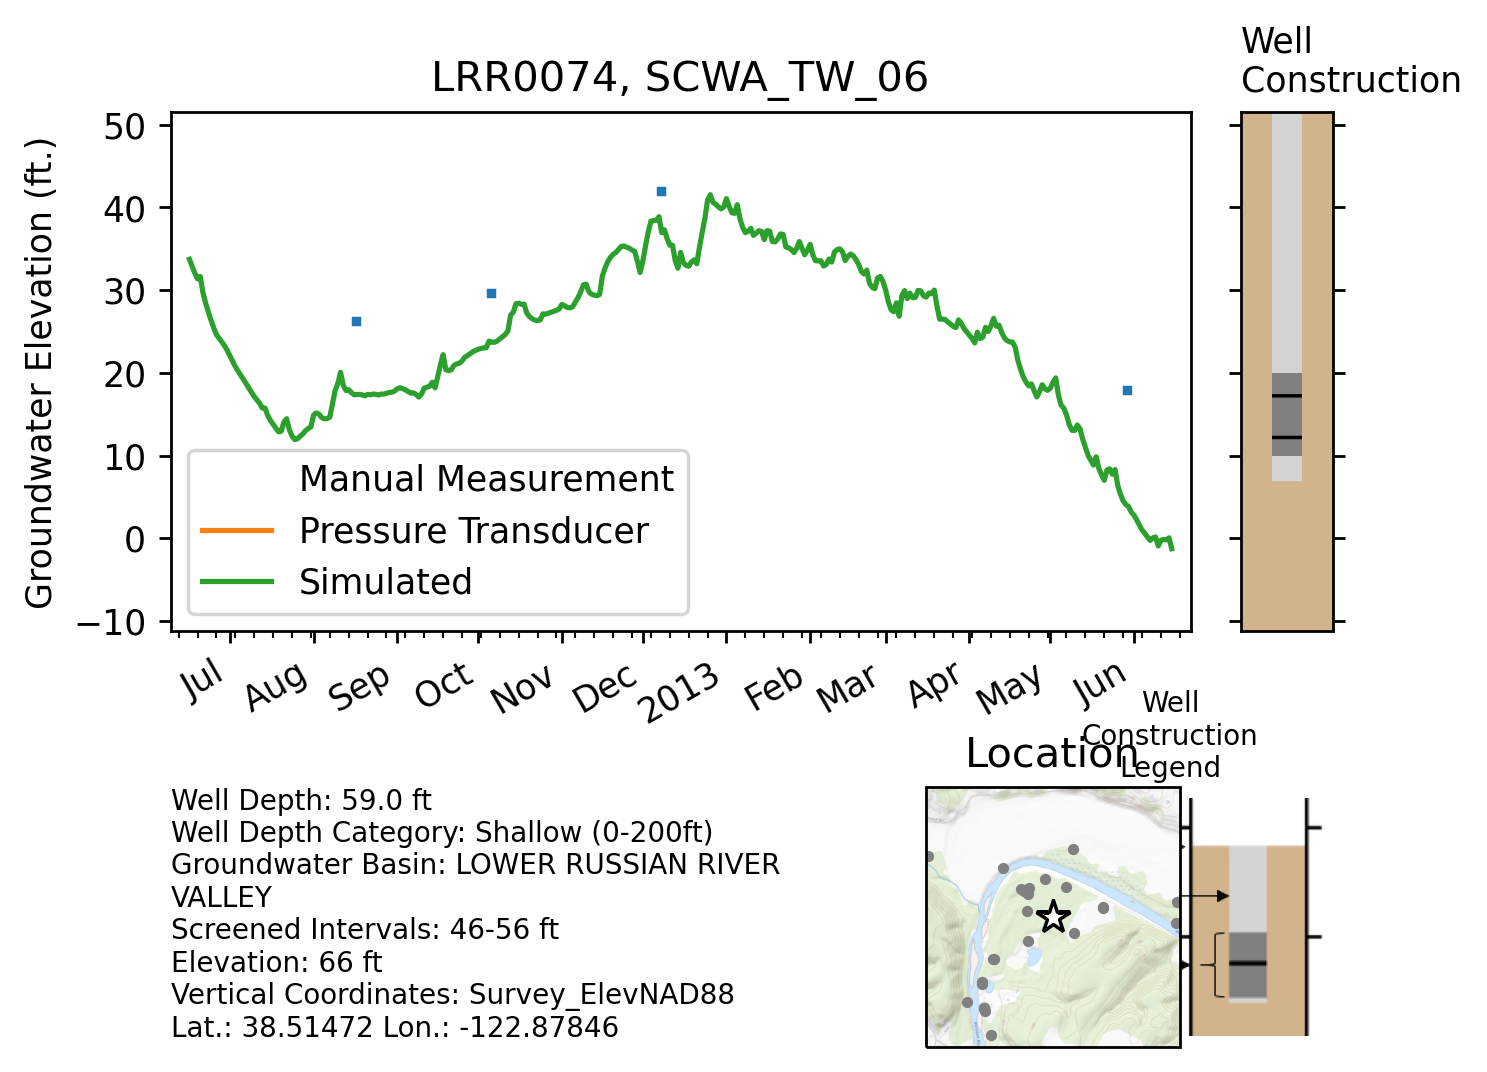 Well
Construction
LRR0074, SCWA_TW_06
Groundwater Elevation (ft.)
50
40
30
20
10
0
−10
Manual Measurement
Pressure Transducer
Simulated
Jul
Aug
Sep
Oct
Nov
Dec
2013
Feb
Mar
Apr
May
Jun
Well
Construction
Legend
Location
Well Depth: 59.0 ft
Well Depth Category: Shallow (0-200ft)
Groundwater Basin: LOWER RUSSIAN RIVER
VALLEY
Screened Intervals: 46-56 ft
Elevation: 66 ft
Vertical Coordinates: Survey_ElevNAD88
Lat.: 38.51472 Lon.: -122.87846